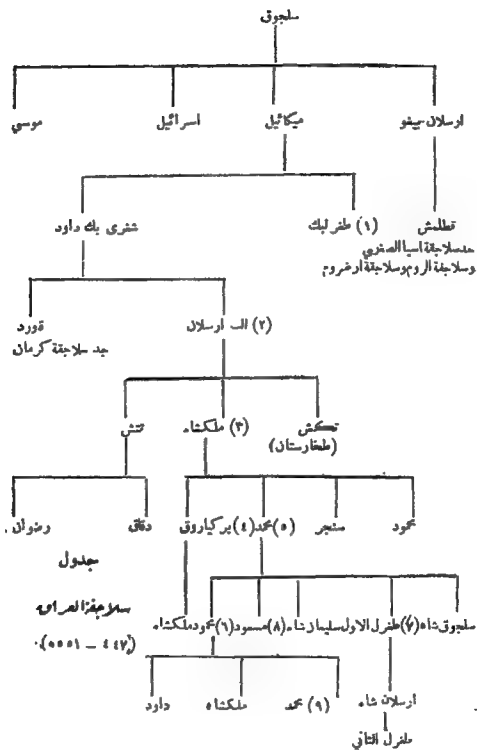 سلجوق
ارسلان بيغو ميكائيل اسرائيل موسى
قطلمش (١) طغرلبك شغرى بك داود
جد سلاجقة اسيا الصغرى
وسلاجقة الروم وسلاجقة ارضروم
(٢) الب ارسلان قورد
جد سلاجقة كرمان
تكش (٣) ملكشاه تتش
(طخارستان)
محمود سنجر (٥) محمد (٤) بركياروق دقاق رضوان
جدول
سلاجقة العراق
سلجوق شاه (٧) طغرل الاول سليمان شاه (٨) مسعود (٦) محمود ملكشاه
ارسلان شاه (٩) محمد ملكشاه داود
طغرل الثاني